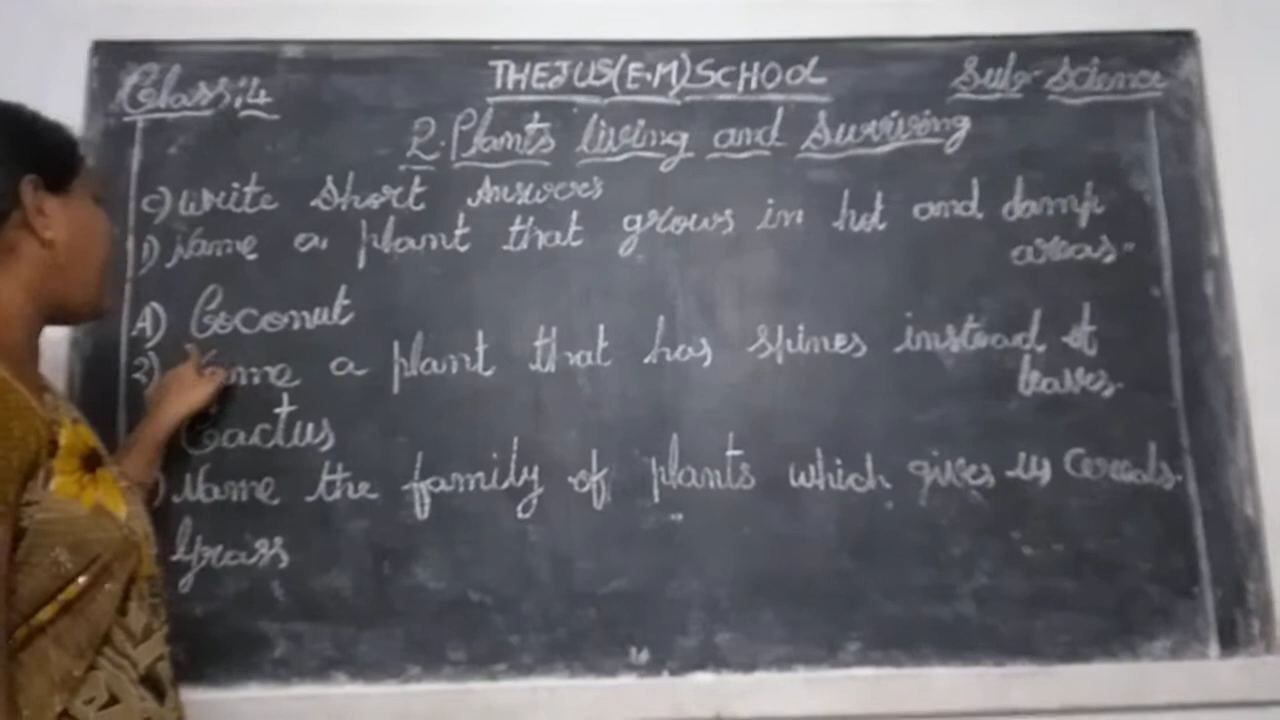 Class:4 THEJUS(E.M)SCHOOL Sub-Science
2.Plants living and Surviving
C) Write Short Answers
1) Name a plant that grows in hot and damp
areas.
A) Coconut
2) Name a plant that has spines instead of
leaves.
Cactus
) Name the family of plants which gives us Cereals.
Grass